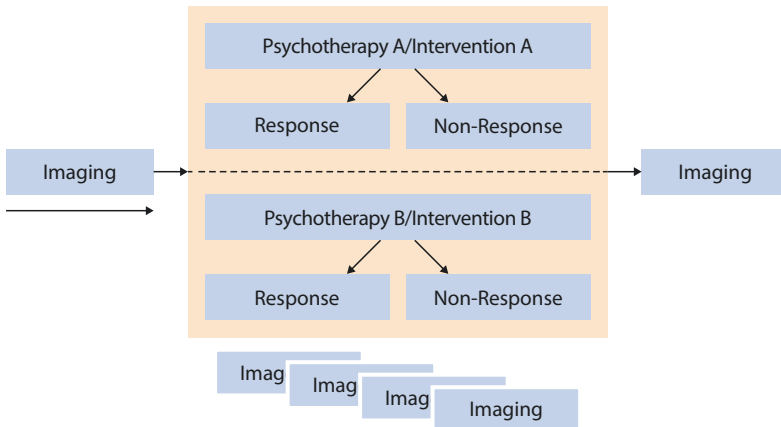 Psychotherapy A/Intervention A
Response
Non-Response
Imaging
Imaging
Psychotherapy B/Intervention B
Response
Non-Response
Imag
Imag
Imag
Imaging